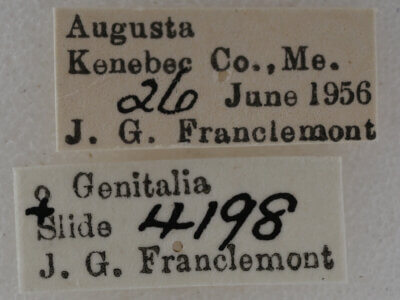 Augusta
Kenebec Co., Me.
26 June 1956
J. G. Franclemont
♀ Genitalia
Slide 4198
J. G. Franclemont